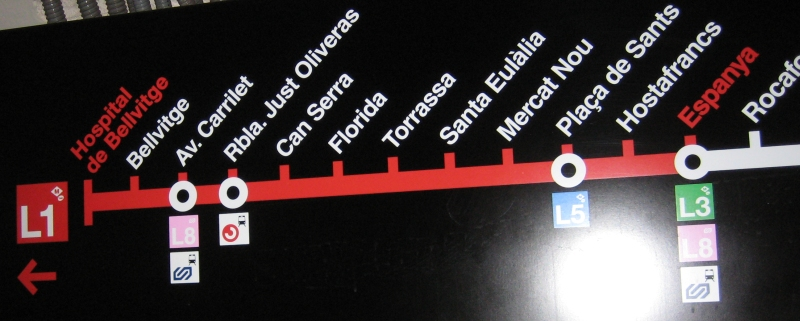 Hospital
de Bellvitge
Bellvitge
Av. Carrilet
Rbla. Just Oliveras
Can Serra
Florida
Torrassa
Santa Eulàlia
Mercat Nou
Plaça de Sants
Hostafrancs
Espanya
Rocafo
L1
L8
L5
L3
L8